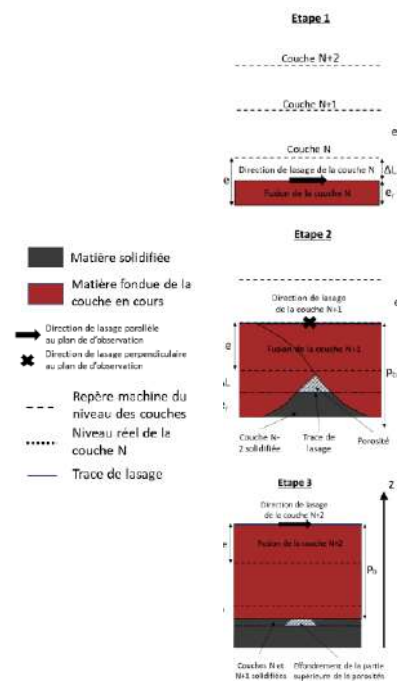 Etape 1
Couche N+2
Couche N+1
e
Couche N
Direction de lasage de la couche N
ΔL
e
Fusion de la couche N
er
Etape 2
Matière solidifiée
Direction de lasage
de la couche N+1
e
Matière fondue de la
couche en cours
Direction de lasage parallèle
au plan de d'observation
Direction de lasage perpendiculaire
au plan de d'observation
Fusion de la couche N+1
e
Repère machine du
niveau des couches
Niveau réel de la
couche N
Trace de lasage
Couche N-
2 solidifiée
Trace de
lasage
Porosité
Etape 3
Z
Direction de lasage
de la couche N+2
Fusion de la couche N+2
Couches N et
N+1 solidifiées
Effondrement de la partie
supérieure de la porosités